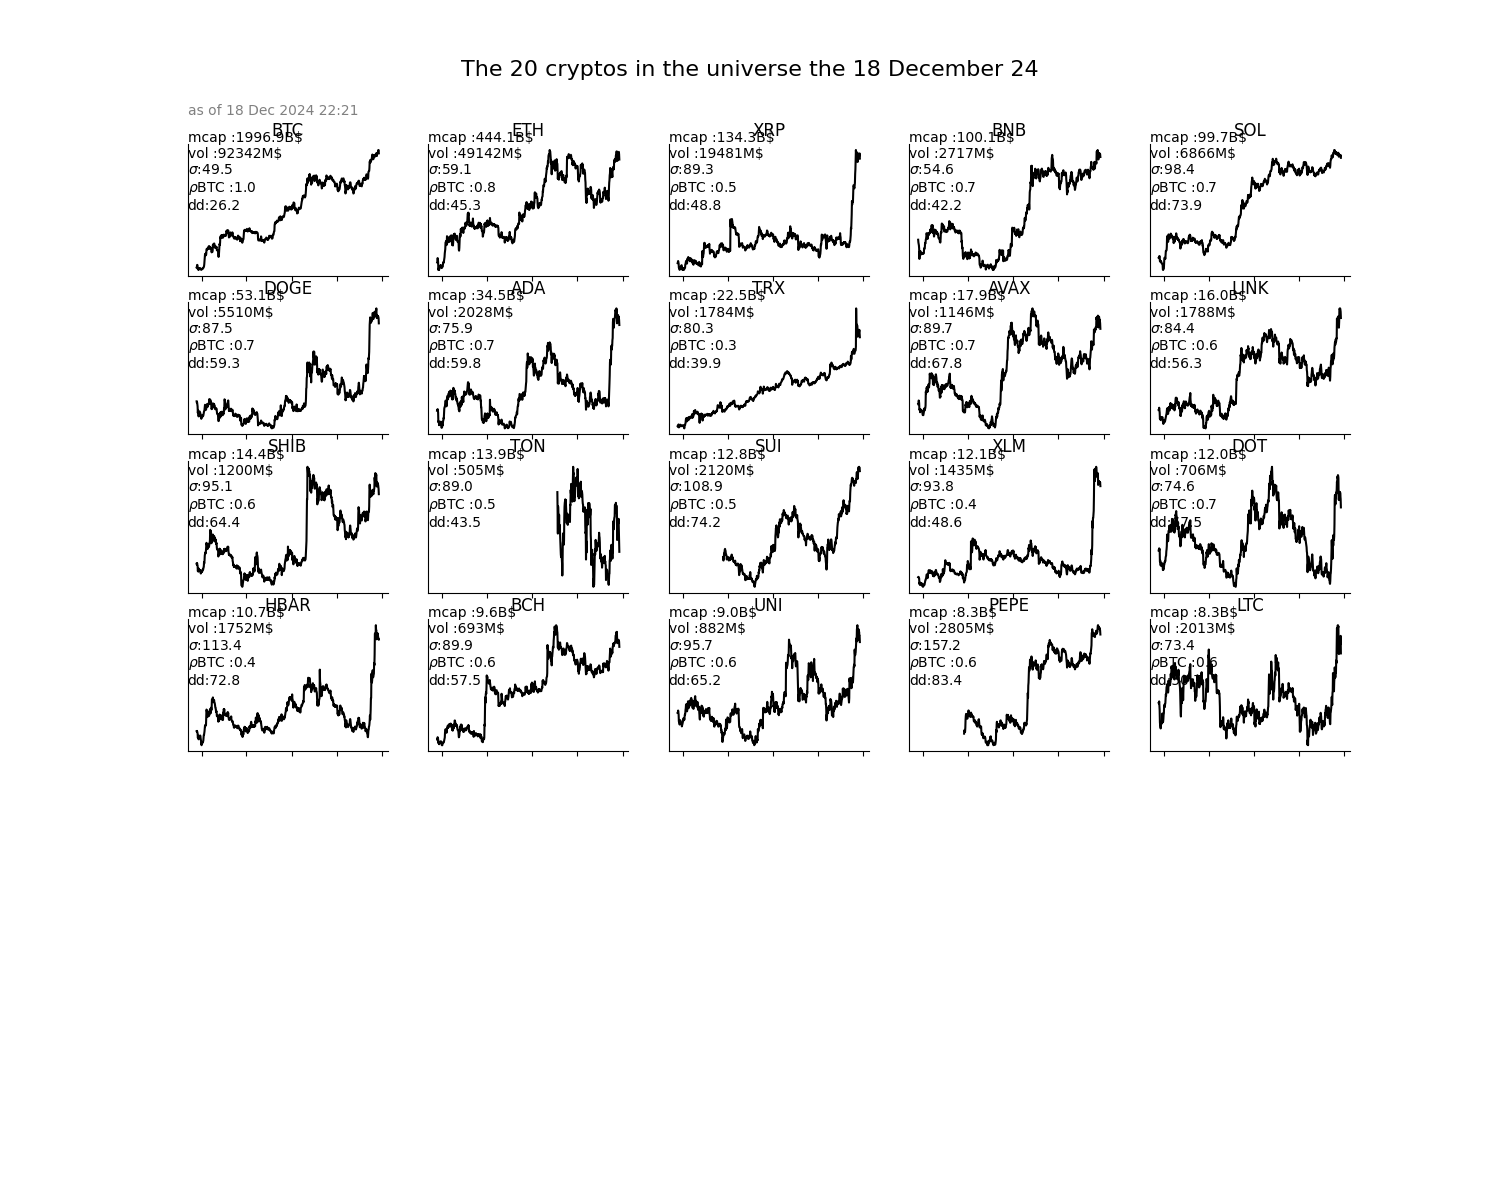 The 20 cryptos in the universe the 18 December 24
as of 18 Dec 2024 22:21
BTC
mcap :1996.9B$
vol :92342M$
σ:49.5
ρBTC :1.0
dd:26.2
ETH
mcap :444.1B$
vol :49142M$
σ:59.1
ρBTC :0.8
dd:45.3
XRP
mcap :134.3B$
vol :19481M$
σ:89.3
ρBTC :0.5
dd:48.8
BNB
mcap :100.1B$
vol :2717M$
σ:54.6
ρBTC :0.7
dd:42.2
SOL
mcap :99.7B$
vol :6866M$
σ:98.4
ρBTC :0.7
dd:73.9
DOGE
mcap :53.1B$
vol :5510M$
σ:87.5
ρBTC :0.7
dd:59.3
ADA
mcap :34.5B$
vol :2028M$
σ:75.9
ρBTC :0.7
dd:59.8
TRX
mcap :22.5B$
vol :1784M$
σ:80.3
ρBTC :0.3
dd:39.9
AVAX
mcap :17.9B$
vol :1146M$
σ:89.7
ρBTC :0.7
dd:67.8
LINK
mcap :16.0B$
vol :1788M$
σ:84.4
ρBTC :0.6
dd:56.3
SHIB
mcap :14.4B$
vol :1200M$
σ:95.1
ρBTC :0.6
dd:64.4
TON
mcap :13.9B$
vol :505M$
σ:89.0
ρBTC :0.5
dd:43.5
SUI
mcap :12.8B$
vol :2120M$
σ:108.9
ρBTC :0.5
dd:74.2
XLM
mcap :12.1B$
vol :1435M$
σ:93.8
ρBTC :0.4
dd:48.6
DOT
mcap :12.0B$
vol :706M$
σ:74.6
ρBTC :0.7
HBAR
mcap :10.7B$
vol :1752M$
σ:113.4
ρBTC :0.4
dd:72.8
BCH
mcap :9.6B$
vol :693M$
σ:89.9
ρBTC :0.6
dd:57.5
UNI
mcap :9.0B$
vol :882M$
σ:95.7
ρBTC :0.6
dd:65.2
PEPE
mcap :8.3B$
vol :2805M$
σ:157.2
ρBTC :0.6
dd:83.4
LTC
mcap :8.3B$
vol :2013M$
σ:73.4
ρBTC :0.6